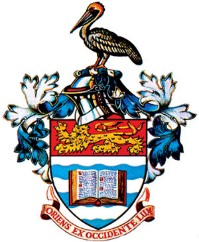 ORIENS EX OCCIDENTE LUX